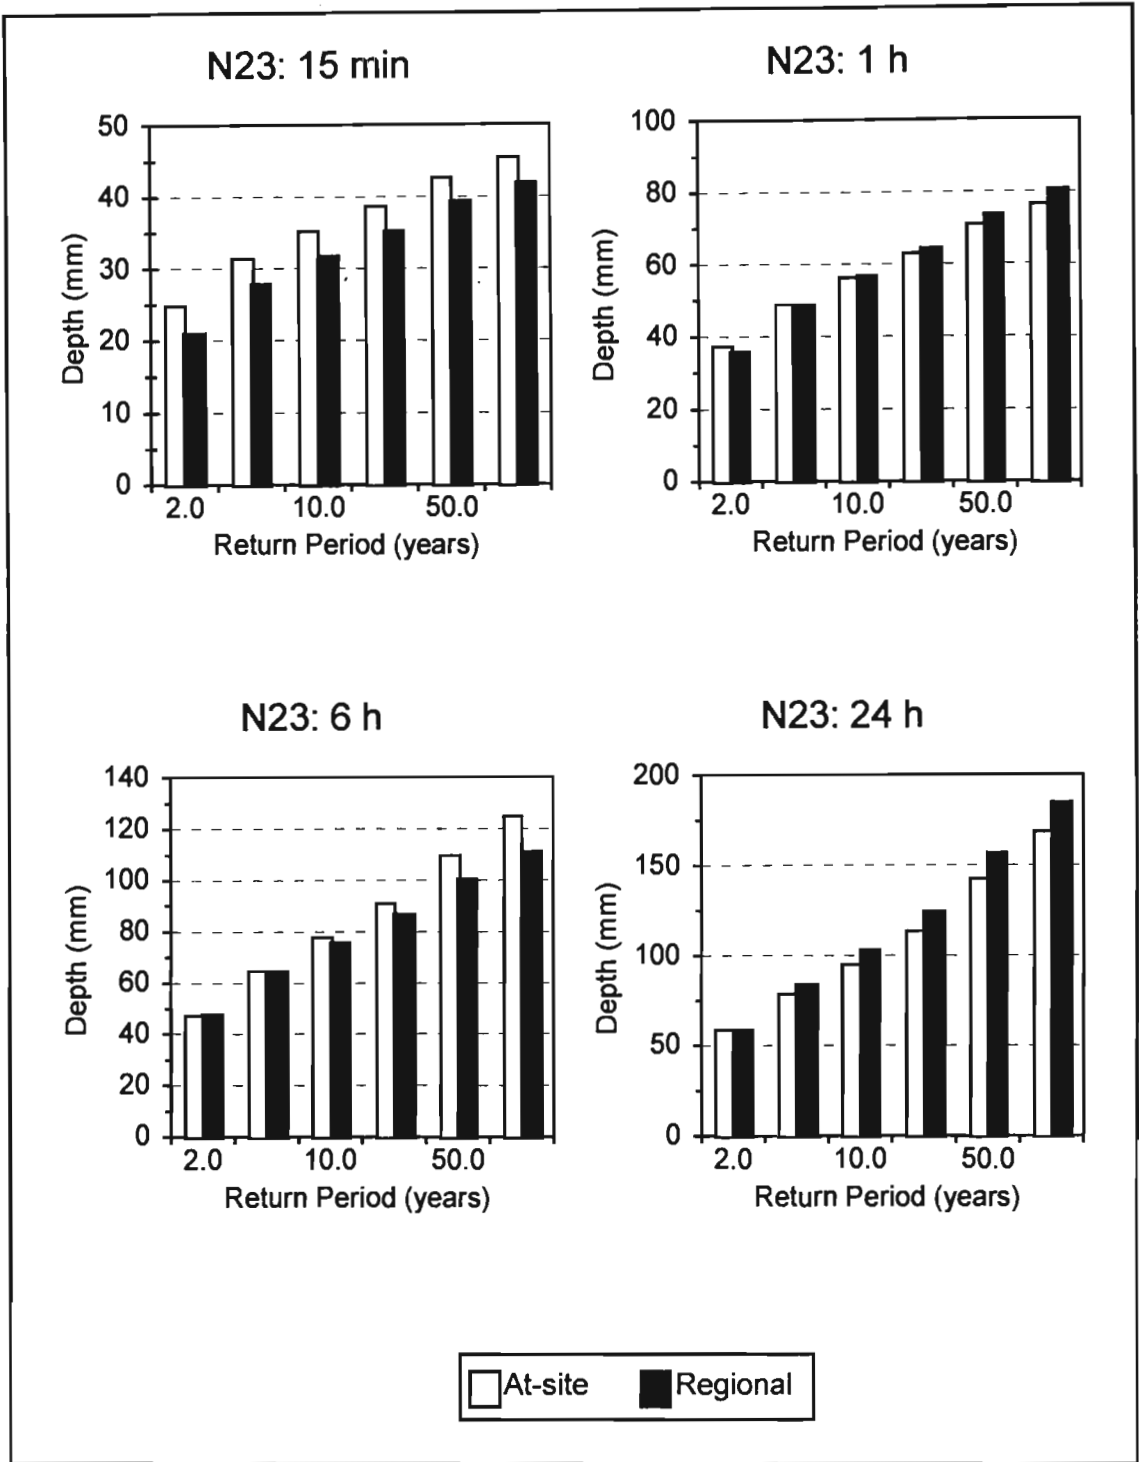 N23: 15 min
50
40
30
20
10
0
Depth (mm)
2.0 10.0 50.0
Return Period (years)
N23: 1 h
100
80
60
40
20
0
Depth (mm)
2.0 10.0 50.0
Return Period (years)
N23: 6 h
140
120
100
80
60
40
20
0
Depth (mm)
2.0 10.0 50.0
Return Period (years)
N23: 24 h
200
150
100
50
0
Depth (mm)
2.0 10.0 50.0
Return Period (years)
At-site Regional